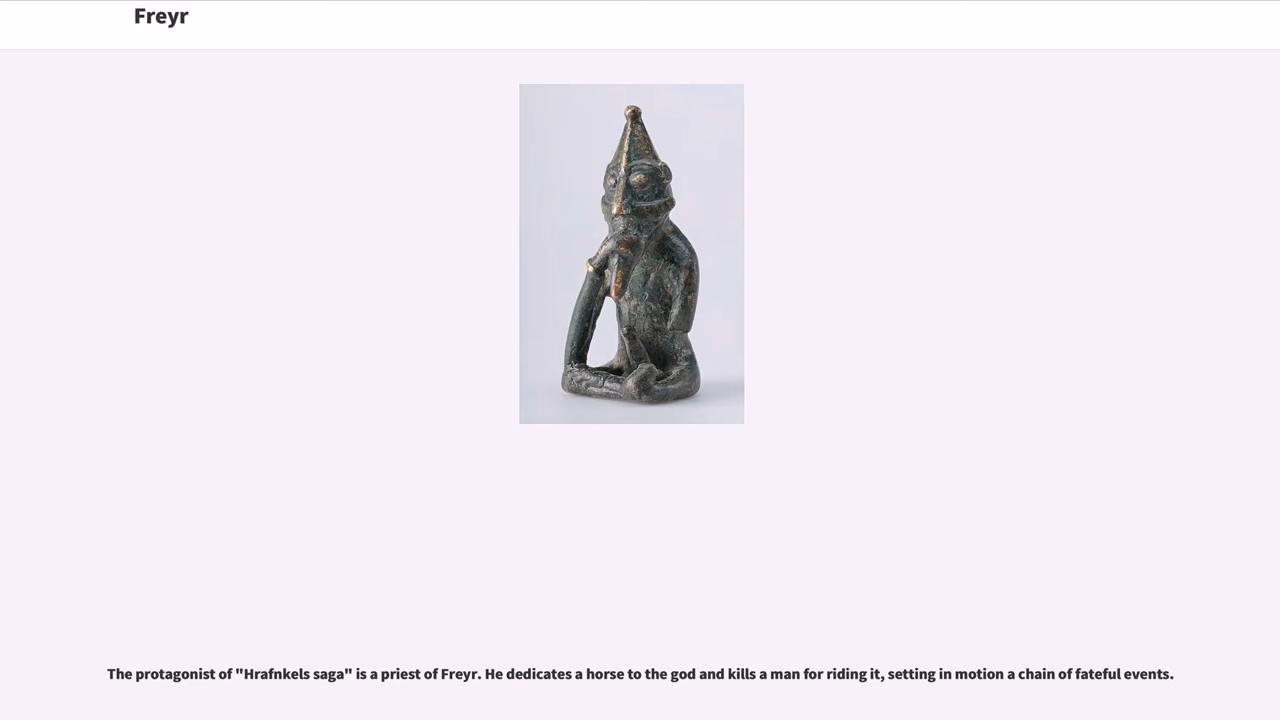 Freyr
The protagonist of "Hrafnkels saga" is a priest of Freyr. He dedicates a horse to the god and kills a man for riding it, setting in motion a chain of fateful events.